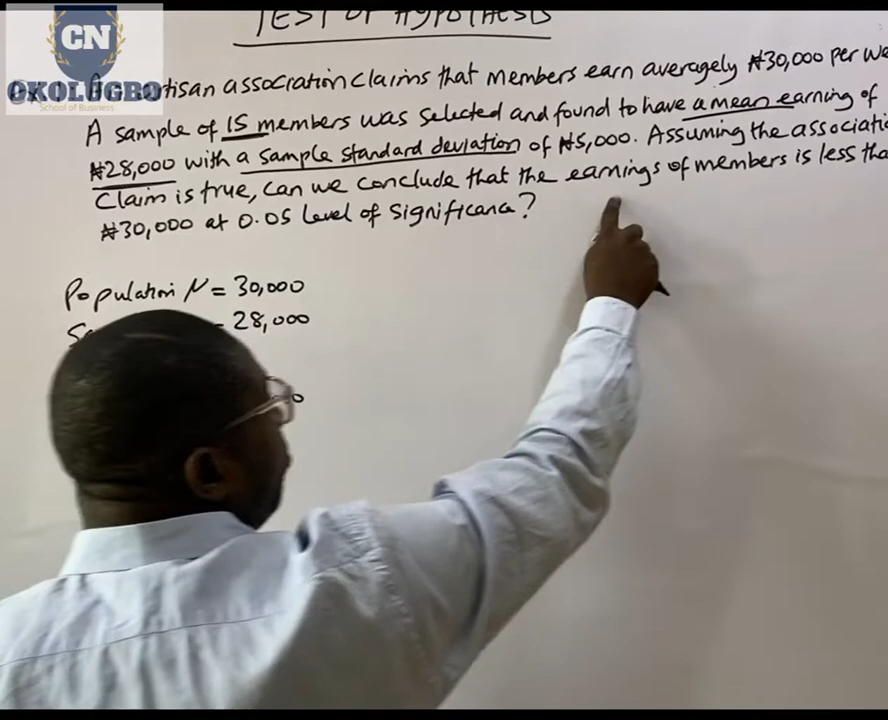 TEST OF HYPOTHESIS
CN
OKOLUGBO
School of Business
artisan association claims that members earn averagely ₦30,000 per we
A sample of 15 members was selected and found to have a mean earning of
₦28,000 with a sample standard deviation of ₦5,000. Assuming the associati
claim is true, can we conclude that the earnings of members is less tha
₦30,000 at 0.05 level of significance?
Population μ = 30,000
= 28,000